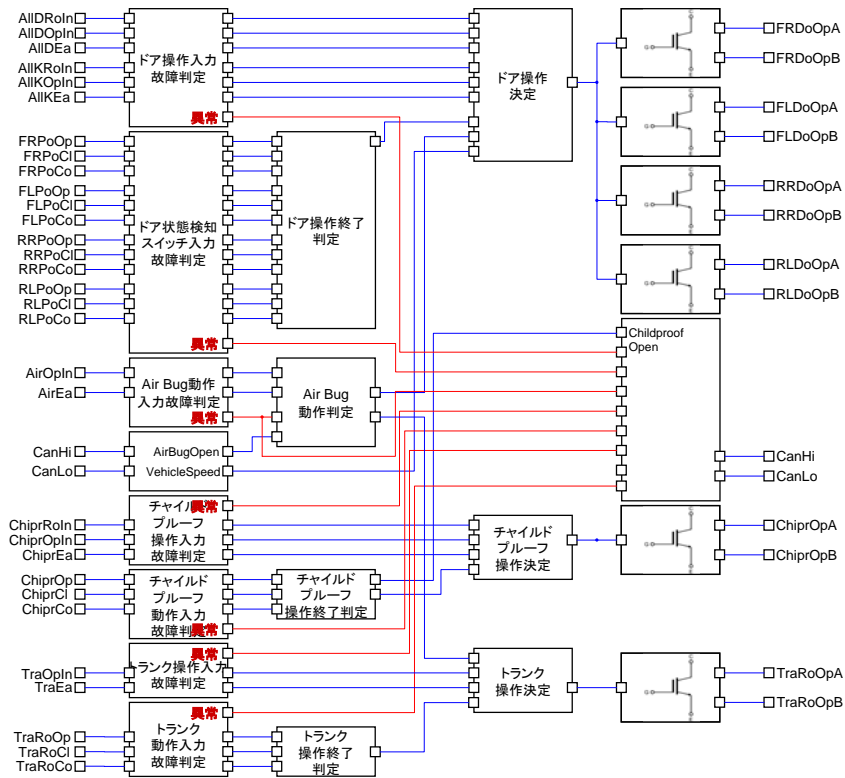 AllDRoIn
AllDOpIn
AllDEa
AllKRoIn
AllKOpIn
AllKEa
ドア操作入力
故障判定
異常
ドア操作
決定
FRDoOpA
FRDoOpB
FLDoOpA
FLDoOpB
RRDoOpA
RRDoOpB
RLDoOpA
RLDoOpB
FRPoOp
FRPoCl
FRPoCo
FLPoOp
FLPoCl
FLPoCo
RRPoOp
RRPoCl
RRPoCo
RLPoOp
RLPoCl
RLPoCo
ドア状態検知
スイッチ入力
故障判定
異常
ドア操作終了
判定
Childproof
Open
CanHi
CanLo
AirOpIn
AirEa
Air Bug動作
入力故障判定
異常
Air Bug
動作判定
CanHi
CanLo
AirBugOpen
VehicleSpeed
ChiprRoIn
ChiprOpIn
ChiprEa
チャイルド
プルーフ
操作入力
故障判定
異常
チャイルド
プルーフ
操作決定
ChiprOpA
ChiprOpB
ChiprOp
ChiprCl
ChiprCo
チャイルド
プルーフ
動作入力
故障判定
異常
チャイルド
プルーフ
操作終了判定
TraOpIn
TraEa
異常
トランク操作入力
故障判定
トランク
操作決定
TraRoOpA
TraRoOpB
TraRoOp
TraRoCl
TraRoCo
異常
トランク
動作入力
故障判定
トランク
操作終了
判定